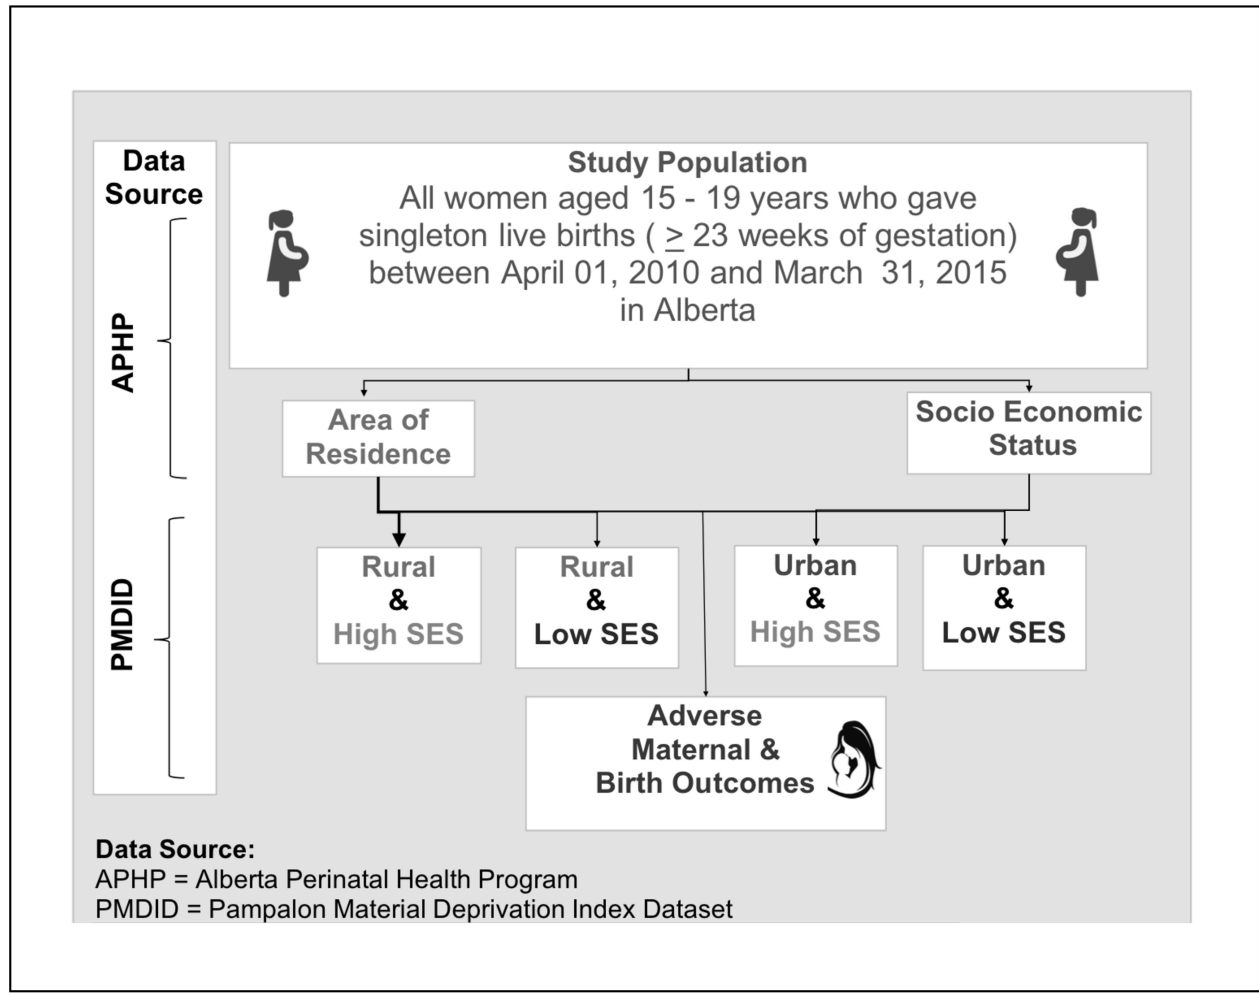 Data
Source
APHP
PMDID
Study Population
All women aged 15 - 19 years who gave
singleton live births ( ≥ 23 weeks of gestation)
between April 01, 2010 and March 31, 2015
in Alberta
Area of
Residence
Socio Economic
Status
Rural
&
High SES
Rural
&
Low SES
Urban
&
High SES
Urban
&
Low SES
Adverse
Maternal &
Birth Outcomes
Data Source:
APHP = Alberta Perinatal Health Program
PMDID = Pampalon Material Deprivation Index Dataset